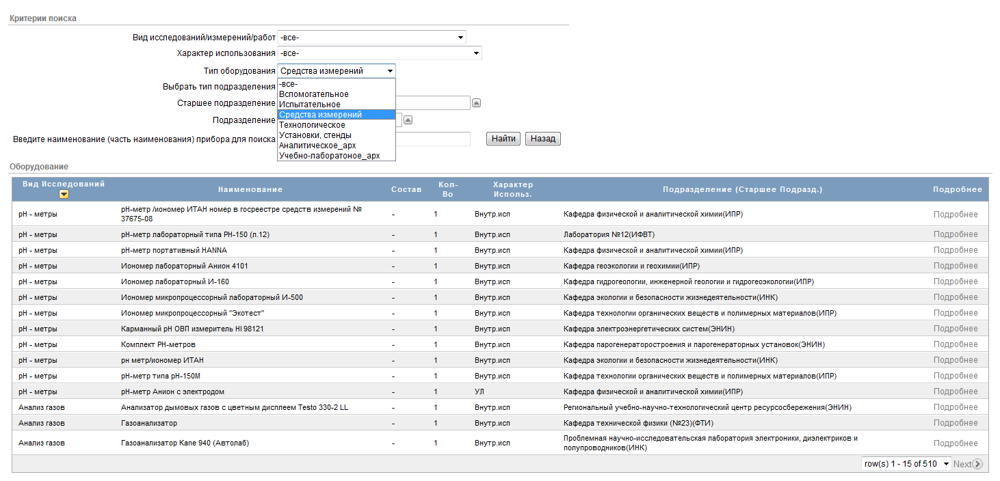 Критерии поиска
Вид исследований/измерений/работ -все-
Характер использования -все-
Тип оборудования Средства измерений
-все-
Выбрать тип подразделения
Вспомогательное
Старшее подразделение
Испытательное
Средства измерений
Подразделение
Технологическое
Установки, стенды
Введите наименование (часть наименования) прибора для поиска Найти Назад
Аналитическое_арх
Учебно-лаборатоное_арх
Оборудование
Вид Исследований Наименование Состав Кол-Во Характер Использ. Подразделение (Старшее Подразд.) Подробнее
pH - метры pH-метр /иономер ИТАН номер в госреестре средств измерений №
37675-08 - 1 Внутр.исп Кафедра физической и аналитической химии(ИПР) Подробнее
pH - метры pH-метр лабораторный типа PH-150 (л.12) - 1 Внутр.исп Лаборатория №12(ИФВТ) Подробнее
pH - метры pH-метр портативный HANNA - 1 Внутр.исп Кафедра физической и аналитической химии(ИПР) Подробнее
pH - метры Иономер лабораторный Анион 4101 - 1 Внутр.исп Кафедра геоэкологии и геохимии(ИПР) Подробнее
pH - метры Иономер лабораторный И-160 - 1 Внутр.исп Кафедра гидрогеологии, инженерной геологии и гидрогеоэкологии(ИПР) Подробнее
pH - метры Иономер микропроцессорный лабораторный И-500 - 1 Внутр.исп Кафедра экологии и безопасности жизнедеятельности(ИНК) Подробнее
pH - метры Иономер микропроцессорный "Экотест" - 1 Внутр.исп Кафедра технологии органических веществ и полимерных материалов(ИПР) Подробнее
pH - метры Карманный pH ОВП измеритель HI 98121 - 1 Внутр.исп Кафедра электроэнергетических систем(ЭНИН) Подробнее
pH - метры Комплект PH-метров - 1 Внутр.исп Кафедра парогенераторостроения и парогенераторных установок(ЭНИН) Подробнее
pH - метры рн метр/иономер ИТАН - 1 Внутр.исп Кафедра экологии и безопасности жизнедеятельности(ИНК) Подробнее
pH - метры pH-метр типа pH-150М - 1 Внутр.исп Кафедра технологии органических веществ и полимерных материалов(ИПР) Подробнее
pH - метры pH-метр Анион с электродом - 1 УЛ Кафедра физической и аналитической химии(ИПР) Подробнее
Анализ газов Анализатор дымовых газов с цветным дисплеем Testo 330-2 LL - 1 Внутр.исп Региональный учебно-научно-технологический центр ресурсосбережения(ЭНИН) Подробнее
Анализ газов Газоанализатор - 1 Внутр.исп Кафедра технической физики (№23)(ФТИ) Подробнее
Анализ газов Газоанализатор Kane 940 (Автолаб) - 1 Внутр.исп Проблемная научно-исследовательская лаборатория электроники, диэлектриков и
полупроводников(ИНК) Подробнее
row(s) 1 - 15 of 510 Next